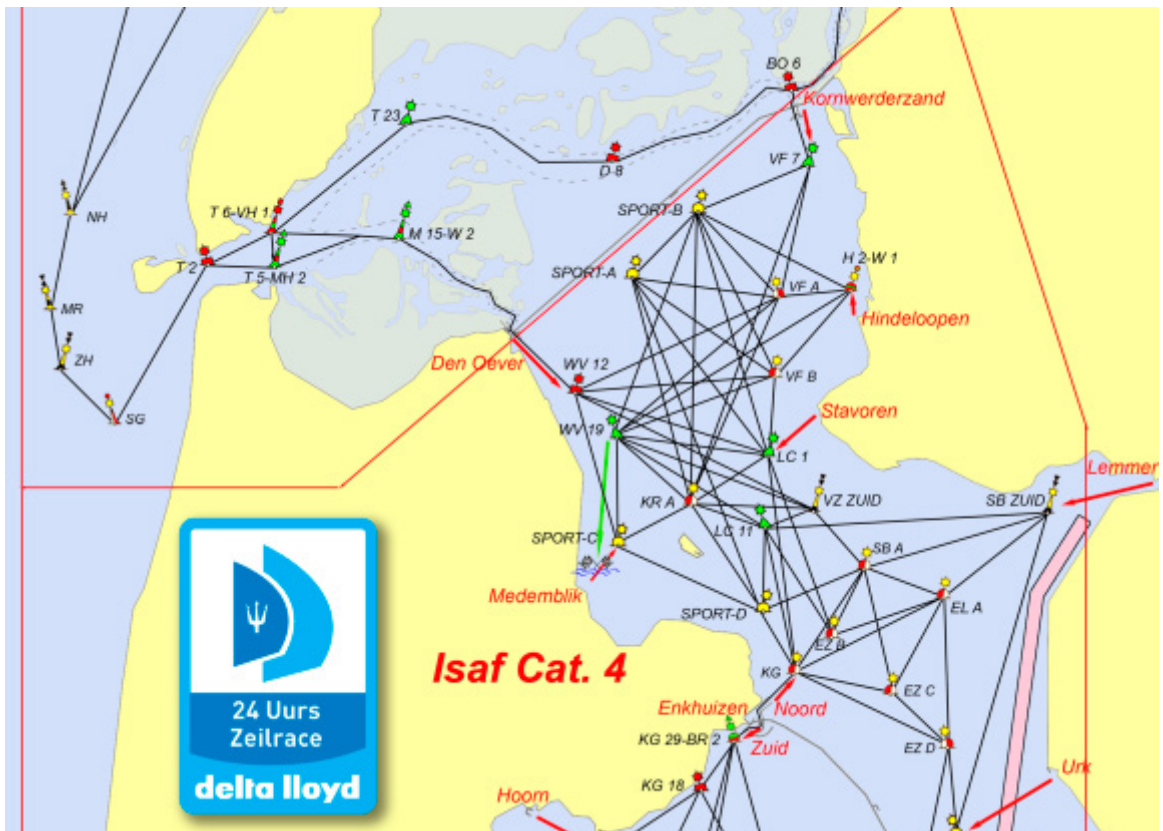 BO 6
Kornwerderzand
T 23
VF 7
D 8
NH
T 6-VH 1
SPORT-B
M 15-W 2
H 2-W 1
T 2
SPORT-A
T 5-MH 2
VF A
MR
Hindeloopen
ZH
Den Oever
WV 12
VF B
SG
Stavoren
WV 19
LC 1
Lemmer
KR A
VZ ZUID
SB ZUID
LC 11
SPORT-C
SB A
Medemblik
SPORT-D
EL A
EZ B
Isaf Cat. 4
KG
EZ C
24 Uurs
Zeilrace
Enkhuizen
Noord
KG 29-BR 2
Zuid
EZ D
Urk
delta lloyd
KG 18
Hoorn